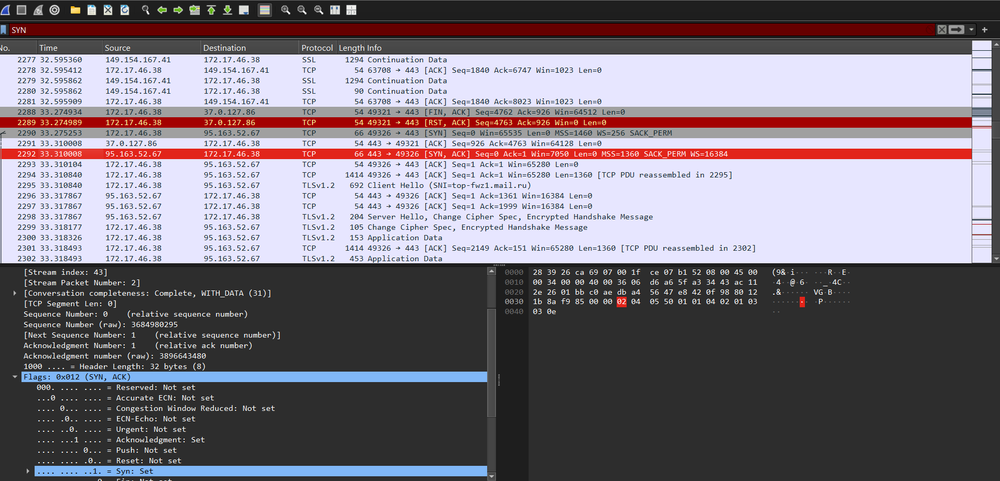 SYN
No. Time Source Destination Protocol Length Info
2277 32.595360 149.154.167.41 172.17.46.38 SSL 1294 Continuation Data
2278 32.595412 172.17.46.38 149.154.167.41 TCP 54 63708 → 443 [ACK] Seq=1840 Ack=6747 Win=1023 Len=0
2279 32.595862 149.154.167.41 172.17.46.38 SSL 1294 Continuation Data
2280 32.595862 149.154.167.41 172.17.46.38 SSL 90 Continuation Data
2281 32.595909 172.17.46.38 149.154.167.41 TCP 54 63708 → 443 [ACK] Seq=1840 Ack=8023 Win=1023 Len=0
2288 33.274934 172.17.46.38 37.0.127.86 TCP 54 49321 → 443 [FIN, ACK] Seq=4762 Ack=926 Win=64512 Len=0
2289 33.274989 172.17.46.38 37.0.127.86 TCP 54 49321 → 443 [RST, ACK] Seq=4763 Ack=926 Win=0 Len=0
2290 33.275253 172.17.46.38 95.163.52.67 TCP 66 49326 → 443 [SYN] Seq=0 Win=65535 Len=0 MSS=1460 WS=256 SACK_PERM
2291 33.310008 37.0.127.86 172.17.46.38 TCP 54 443 → 49321 [ACK] Seq=926 Ack=4763 Win=64128 Len=0
2292 33.310008 95.163.52.67 172.17.46.38 TCP 66 443 → 49326 [SYN, ACK] Seq=0 Ack=1 Win=7050 Len=0 MSS=1360 SACK_PERM WS=16384
2293 33.310104 172.17.46.38 95.163.52.67 TCP 54 49326 → 443 [ACK] Seq=1 Ack=1 Win=65280 Len=0
2294 33.310840 172.17.46.38 95.163.52.67 TCP 1414 49326 → 443 [ACK] Seq=1 Ack=1 Win=65280 Len=1360 [TCP PDU reassembled in 2295]
2295 33.310840 172.17.46.38 95.163.52.67 TLSv1.2 692 Client Hello (SNI=top-fwz1.mail.ru)
2296 33.317867 95.163.52.67 172.17.46.38 TCP 54 443 → 49326 [ACK] Seq=1 Ack=1361 Win=16384 Len=0
2297 33.317867 95.163.52.67 172.17.46.38 TCP 54 443 → 49326 [ACK] Seq=1 Ack=1999 Win=16384 Len=0
2298 33.317867 95.163.52.67 172.17.46.38 TLSv1.2 204 Server Hello, Change Cipher Spec, Encrypted Handshake Message
2299 33.318177 172.17.46.38 95.163.52.67 TLSv1.2 105 Change Cipher Spec, Encrypted Handshake Message
2300 33.318326 172.17.46.38 95.163.52.67 TLSv1.2 153 Application Data
2301 33.318493 172.17.46.38 95.163.52.67 TCP 1414 49326 → 443 [ACK] Seq=2149 Ack=151 Win=65280 Len=1360 [TCP PDU reassembled in 2302]
2302 33.318493 172.17.46.38 95.163.52.67 TLSv1.2 453 Application Data
[Stream index: 43]
[Stream Packet Number: 2]
[Conversation completeness: Complete, WITH_DATA (31)]
[TCP Segment Len: 0]
Sequence Number: 0 (relative sequence number)
Sequence Number (raw): 3684980295
[Next Sequence Number: 1 (relative sequence number)]
Acknowledgment Number: 1 (relative ack number)
Acknowledgment number (raw): 3896643480
1000 .... = Header Length: 32 bytes (8)
Flags: 0x012 (SYN, ACK)
000. .... .... = Reserved: Not set
...0 .... .... = Accurate ECN: Not set
.... 0... .... = Congestion Window Reduced: Not set
.... .0.. .... = ECN-Echo: Not set
.... ..0. .... = Urgent: Not set
.... ...1 .... = Acknowledgment: Set
.... .... 0... = Push: Not set
.... .... .0.. = Reset: Not set
.... .... ..1. = Syn: Set
.... .... ...0 = Fin: Not set
0000 28 39 26 ca 69 07 00 1f ce 07 b1 52 08 00 45 00 (9&·i··· ···R··E·
0010 00 34 00 00 40 00 36 06 d6 a6 5f a3 34 43 ac 11 ·4··@·6· ··_·4C··
0020 2e 26 01 bb c0 ae db a4 56 47 e8 42 0f 98 80 12 .&······ VG·B····
0030 1b 8a f9 85 00 00 02 04 05 50 01 01 04 02 01 03 ········ ·P······
0040 03 0e ··